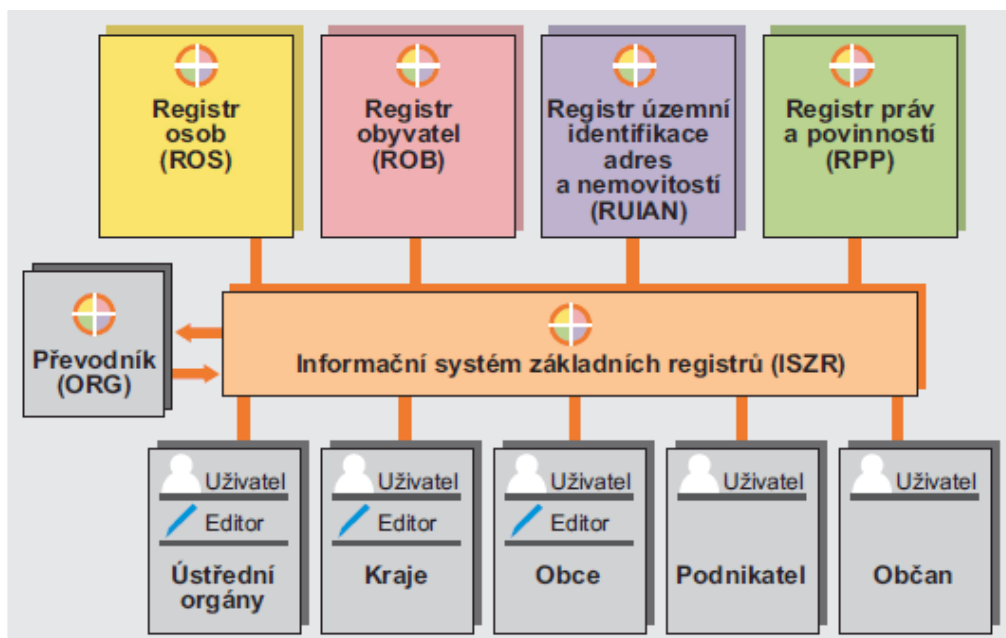 Registr
osob
(ROS)
Registr
obyvatel
(ROB)
Registr územní
identifikace
adres
a nemovitostí
(RUIAN)
Registr práv
a povinností
(RPP)
Převodník
(ORG)
Informační systém základních registrů (ISZR)
Uživatel
Editor
Ústřední
orgány
Uživatel
Editor
Kraje
Uživatel
Editor
Obce
Uživatel
Podnikatel
Uživatel
Občan